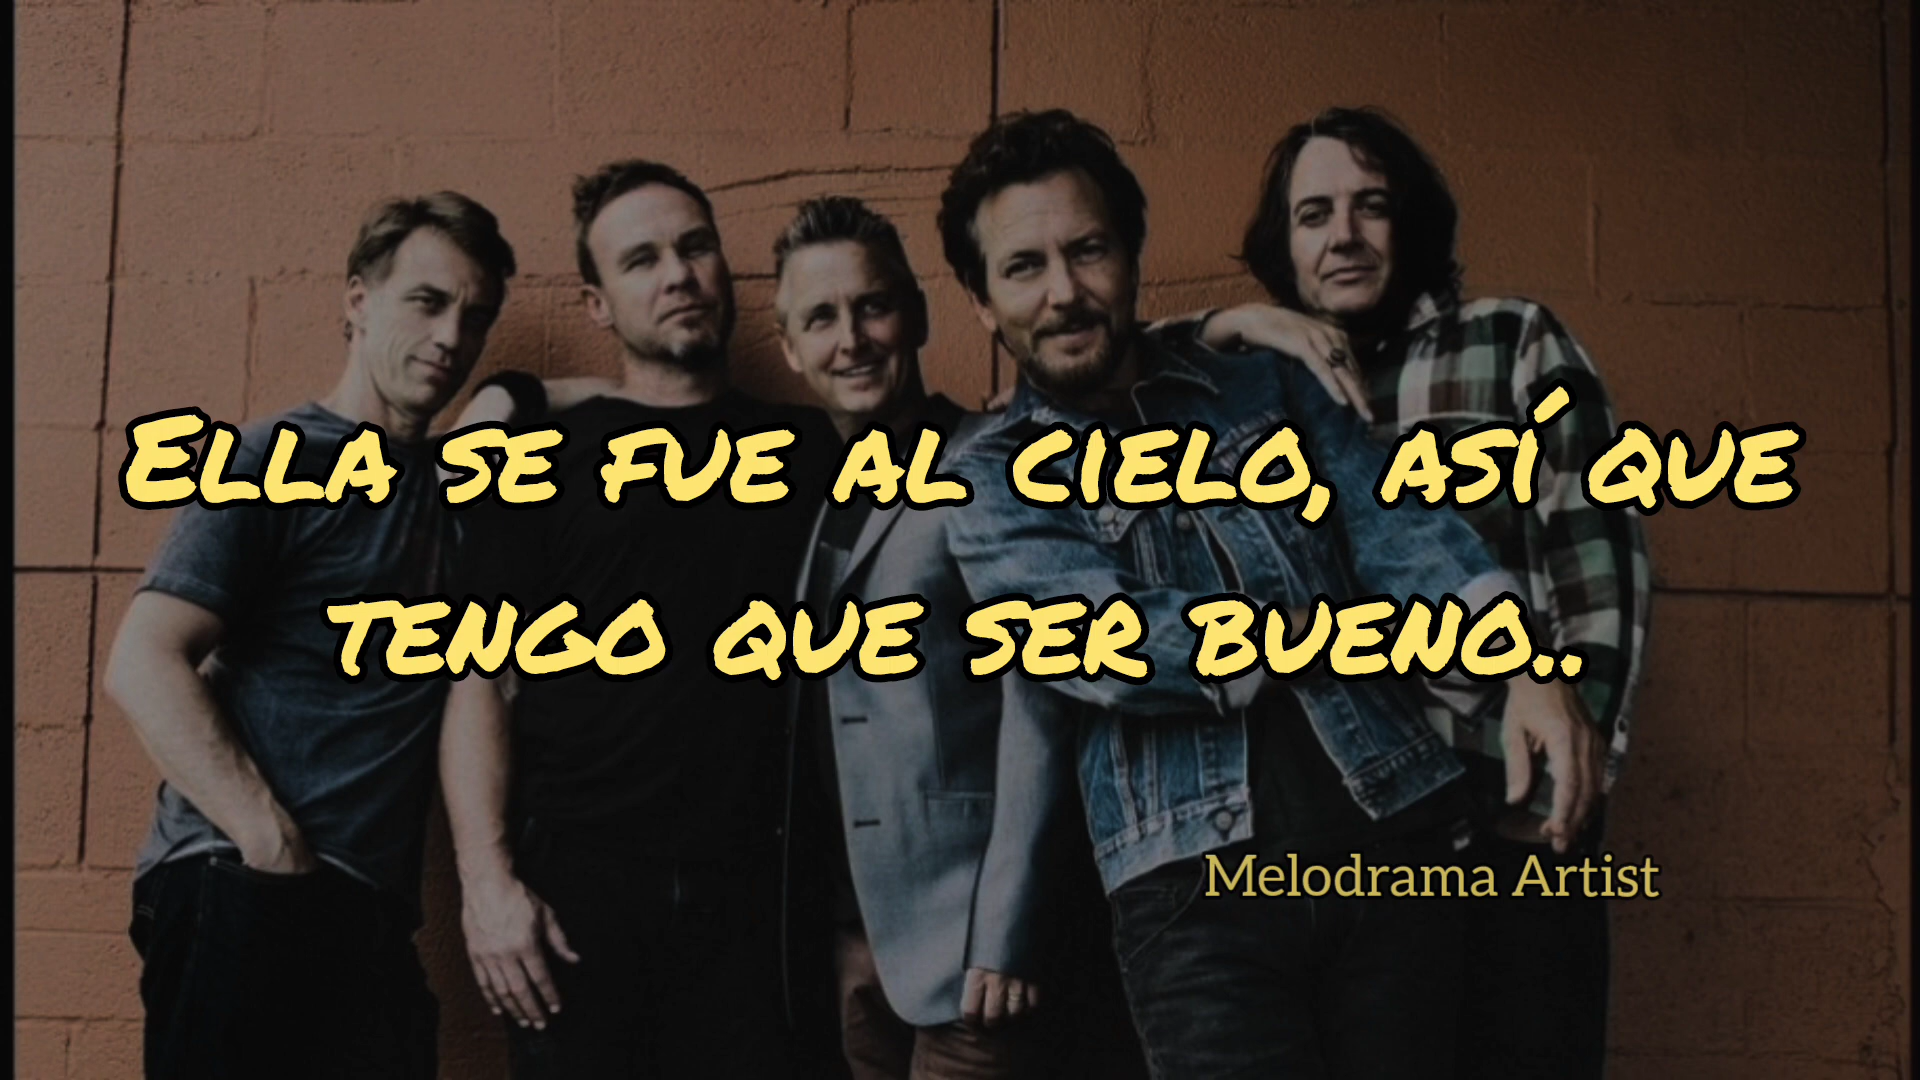 Ella se fue al cielo, así que
tengo que ser bueno..
Melodrama Artist